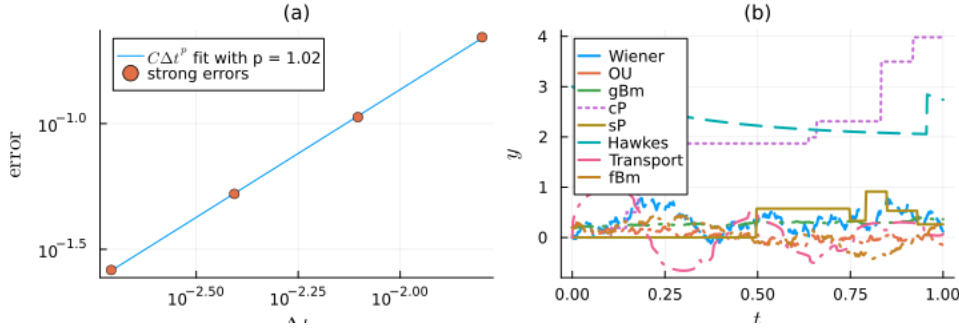 (a)
CΔt^p fit with p = 1.02
strong errors
error
10^-1.0
10^-1.5
10^-2.50
10^-2.25
10^-2.00
Δt
(b)
Wiener
OU
gBm
cP
sP
Hawkes
Transport
fBm
y
4
3
2
1
0
0.00
0.25
0.50
0.75
1.00
t